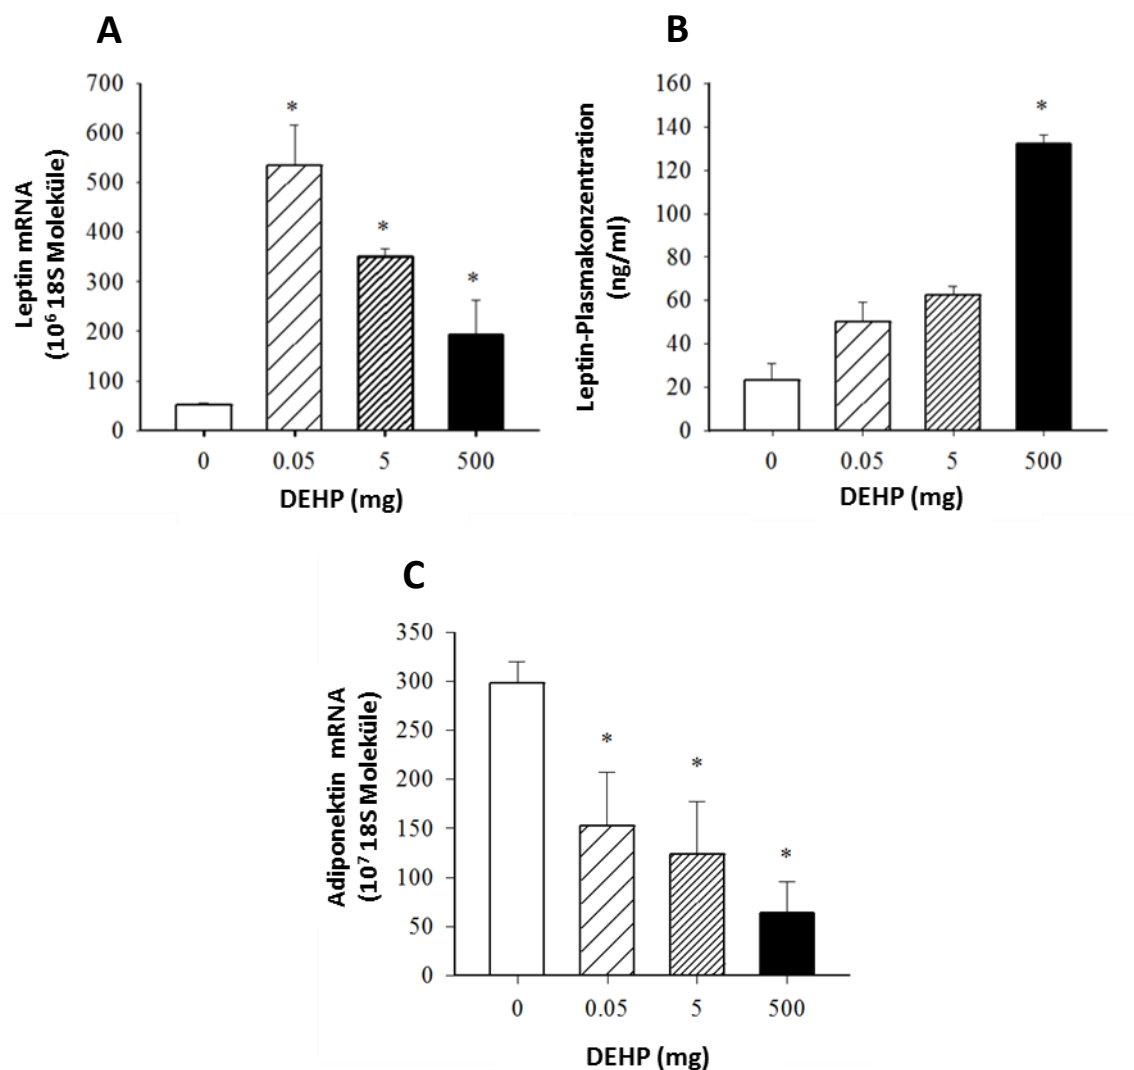 A
Leptin mRNA
(10⁶ 18S Moleküle)
700
600
500
400
300
200
100
0
*
*
*
0 0.05 5 500
DEHP (mg)
B
Leptin-Plasmakonzentration
(ng/ml)
160
140
120
100
80
60
40
20
0
*
0 0.05 5 500
DEHP (mg)
C
Adiponektin mRNA
(10⁷ 18S Moleküle)
350
300
250
200
150
100
50
0
*
*
*
0 0.05 5 500
DEHP (mg)